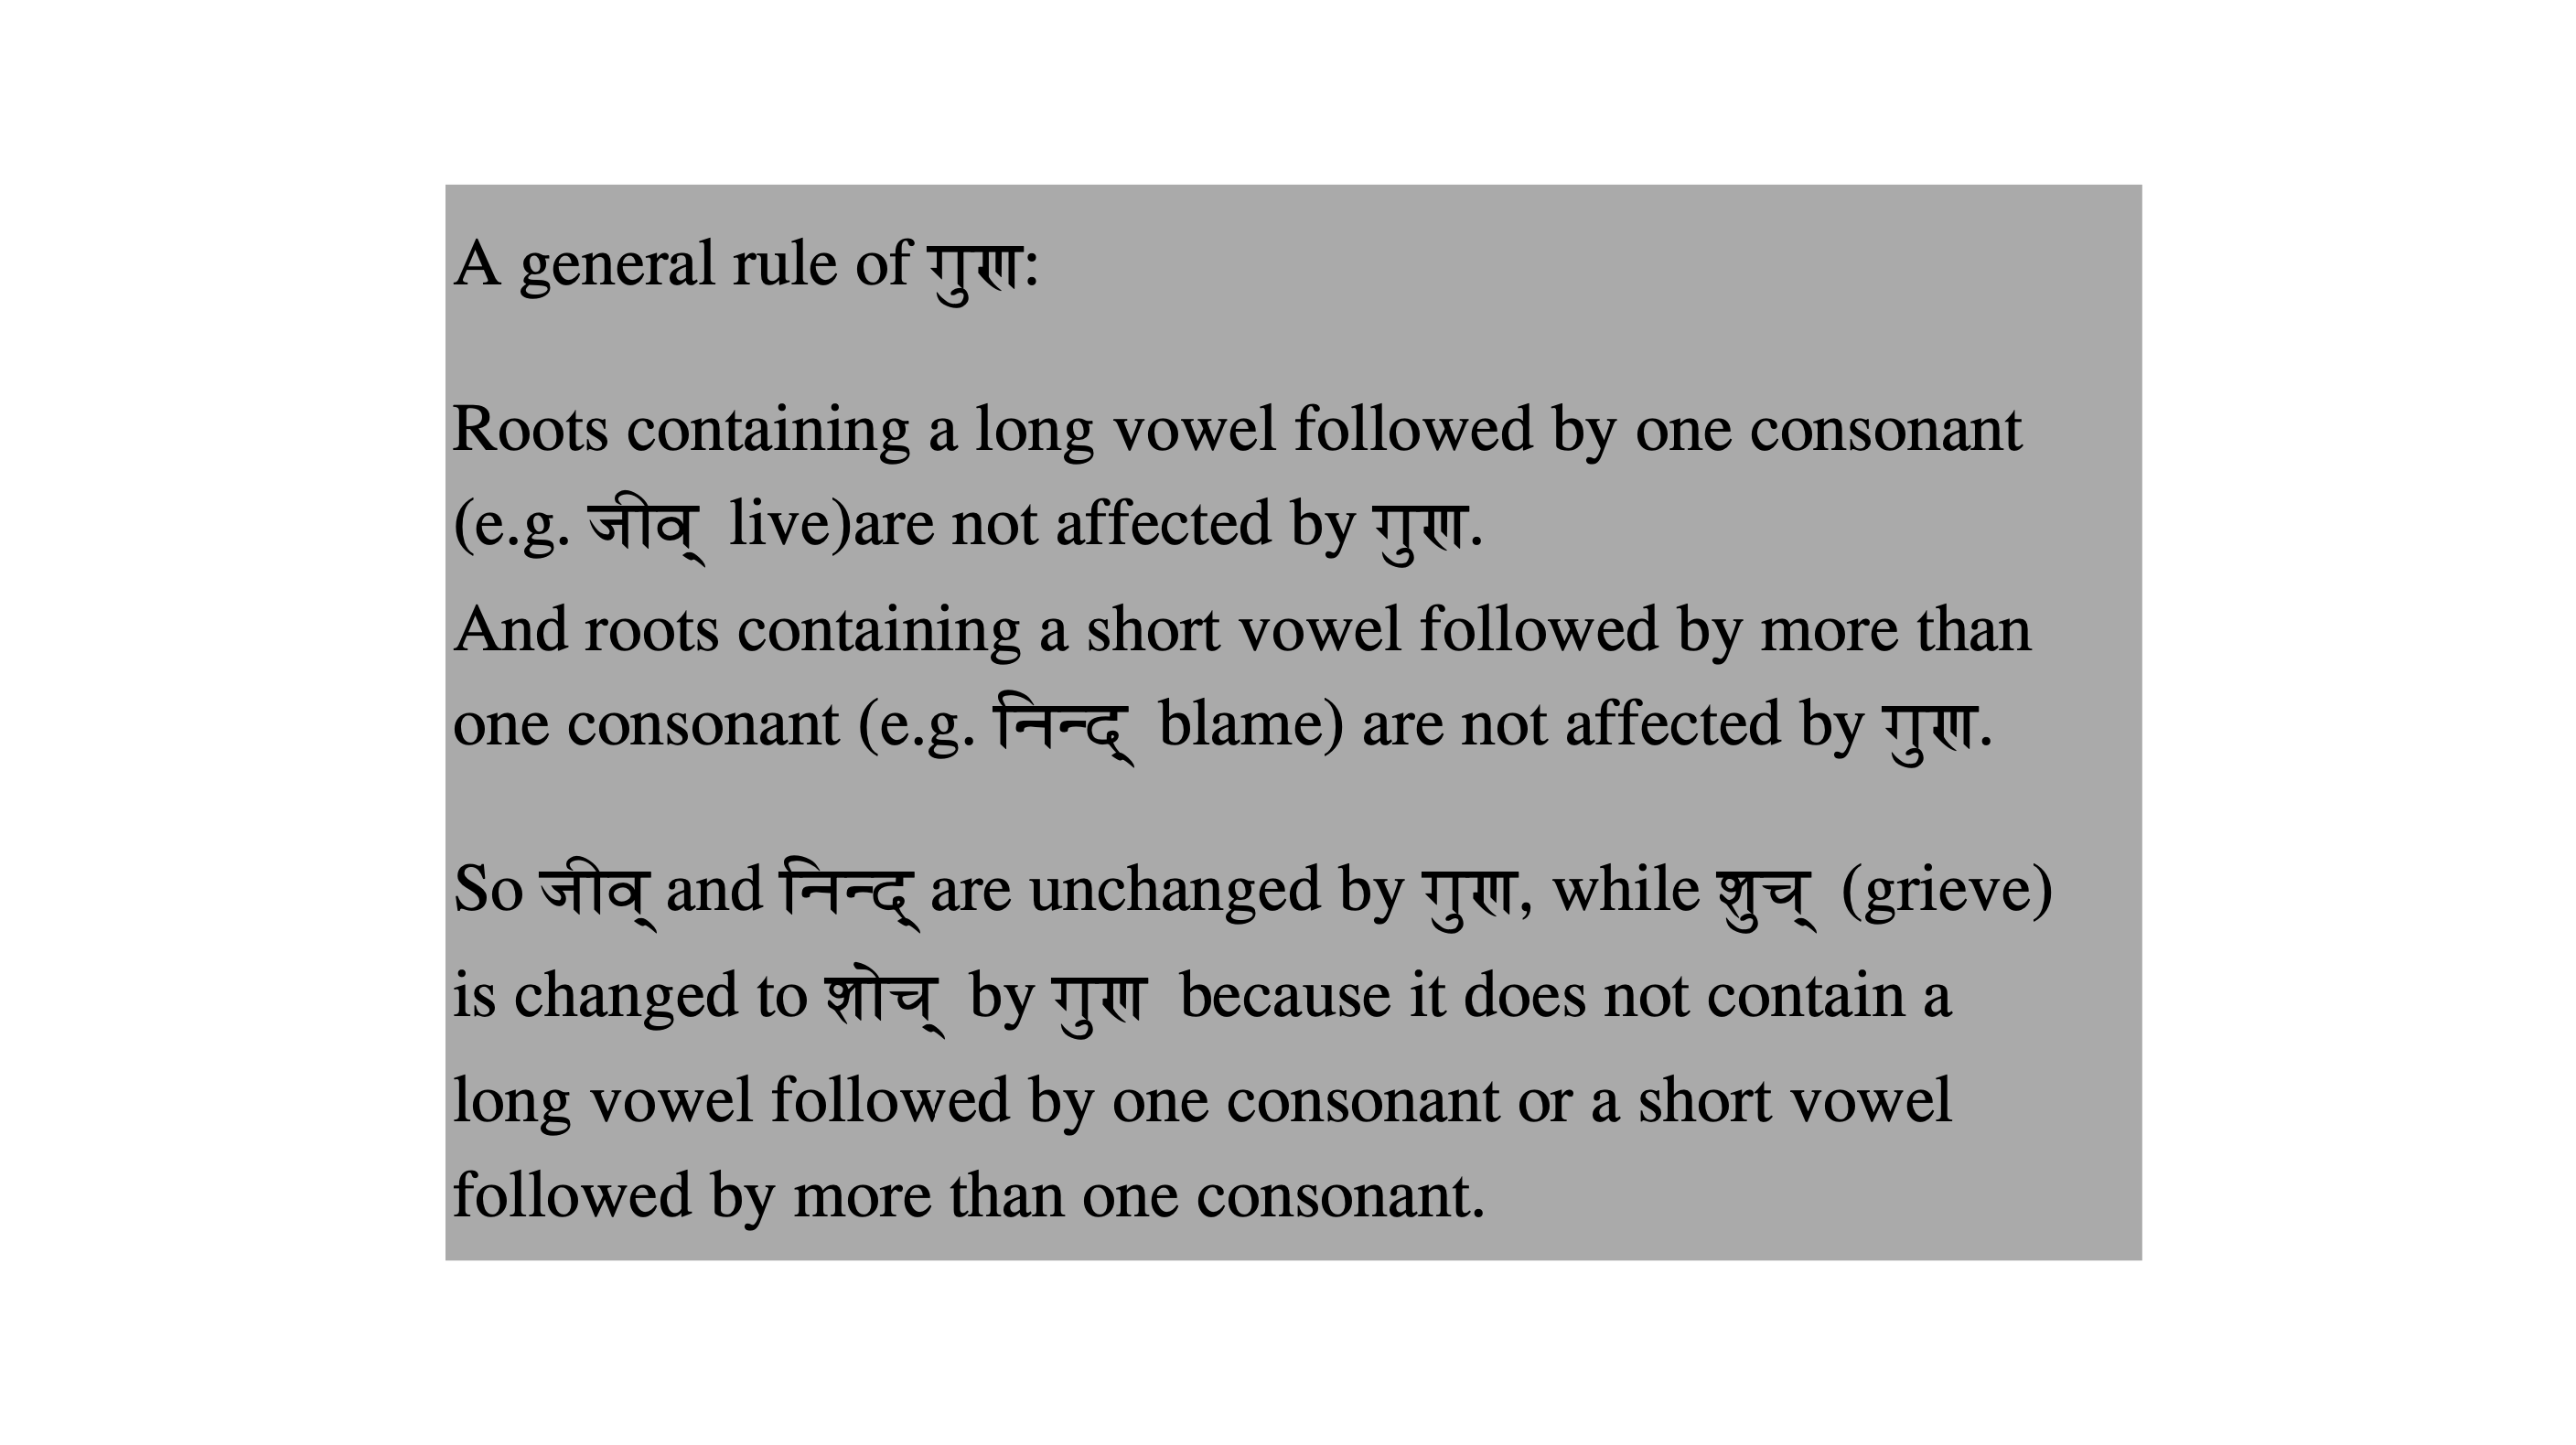 A general rule of गुण:
Roots containing a long vowel followed by one consonant
(e.g. जीव् live)are not affected by गुण.
And roots containing a short vowel followed by more than
one consonant (e.g. निन्द् blame) are not affected by गुण.
So जीव् and निन्द् are unchanged by गुण, while शुच् (grieve)
is changed to शोच् by गुण because it does not contain a
long vowel followed by one consonant or a short vowel
followed by more than one consonant.